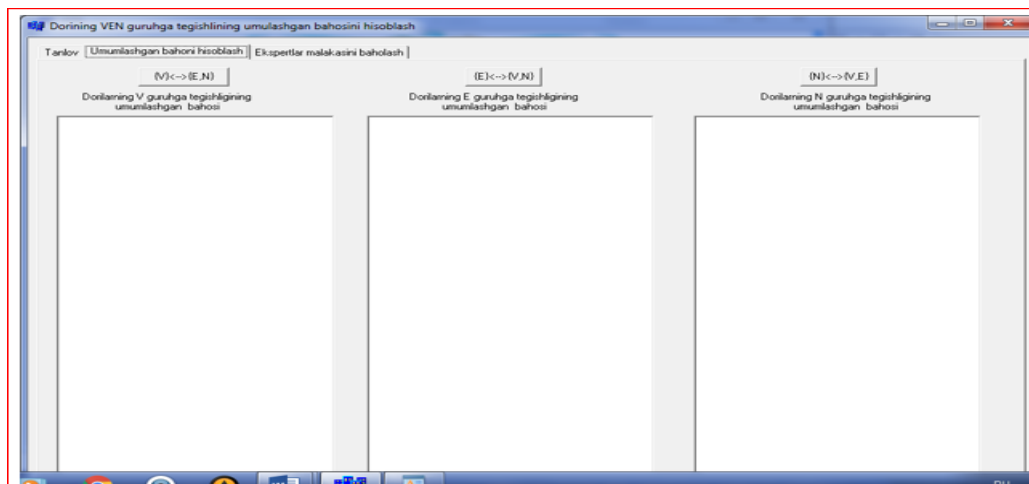 Dorining VEN guruhga tegishlining umulashgan bahosini hisoblash
Tanlov Umumlashgan bahoni hisoblash Ekspertlar malakasini baholash
{V}<-->{E,N}
Dorilarning V guruhga tegishligining
umumlashgan bahosi
{E}<-->{V,N}
Dorilarning E guruhga tegishligining
umumlashgan bahosi
{N}<-->{V,E}
Dorilarning N guruhga tegishligining
umumlashgan bahosi